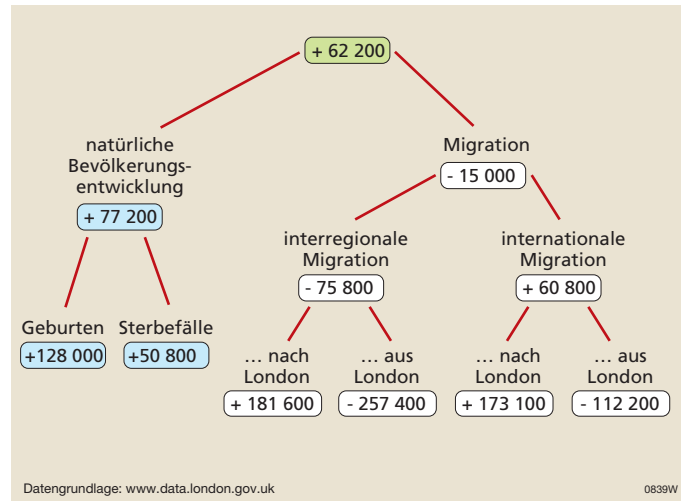 + 62 200
natürliche
Bevölkerungs-
entwicklung
+ 77 200
Migration
- 15 000
interregionale
Migration
- 75 800
internationale
Migration
+ 60 800
Geburten
+128 000
Sterbefälle
+50 800
… nach
London
+ 181 600
… aus
London
- 257 400
… nach
London
+ 173 100
… aus
London
- 112 200
Datengrundlage: www.data.london.gov.uk
0839W